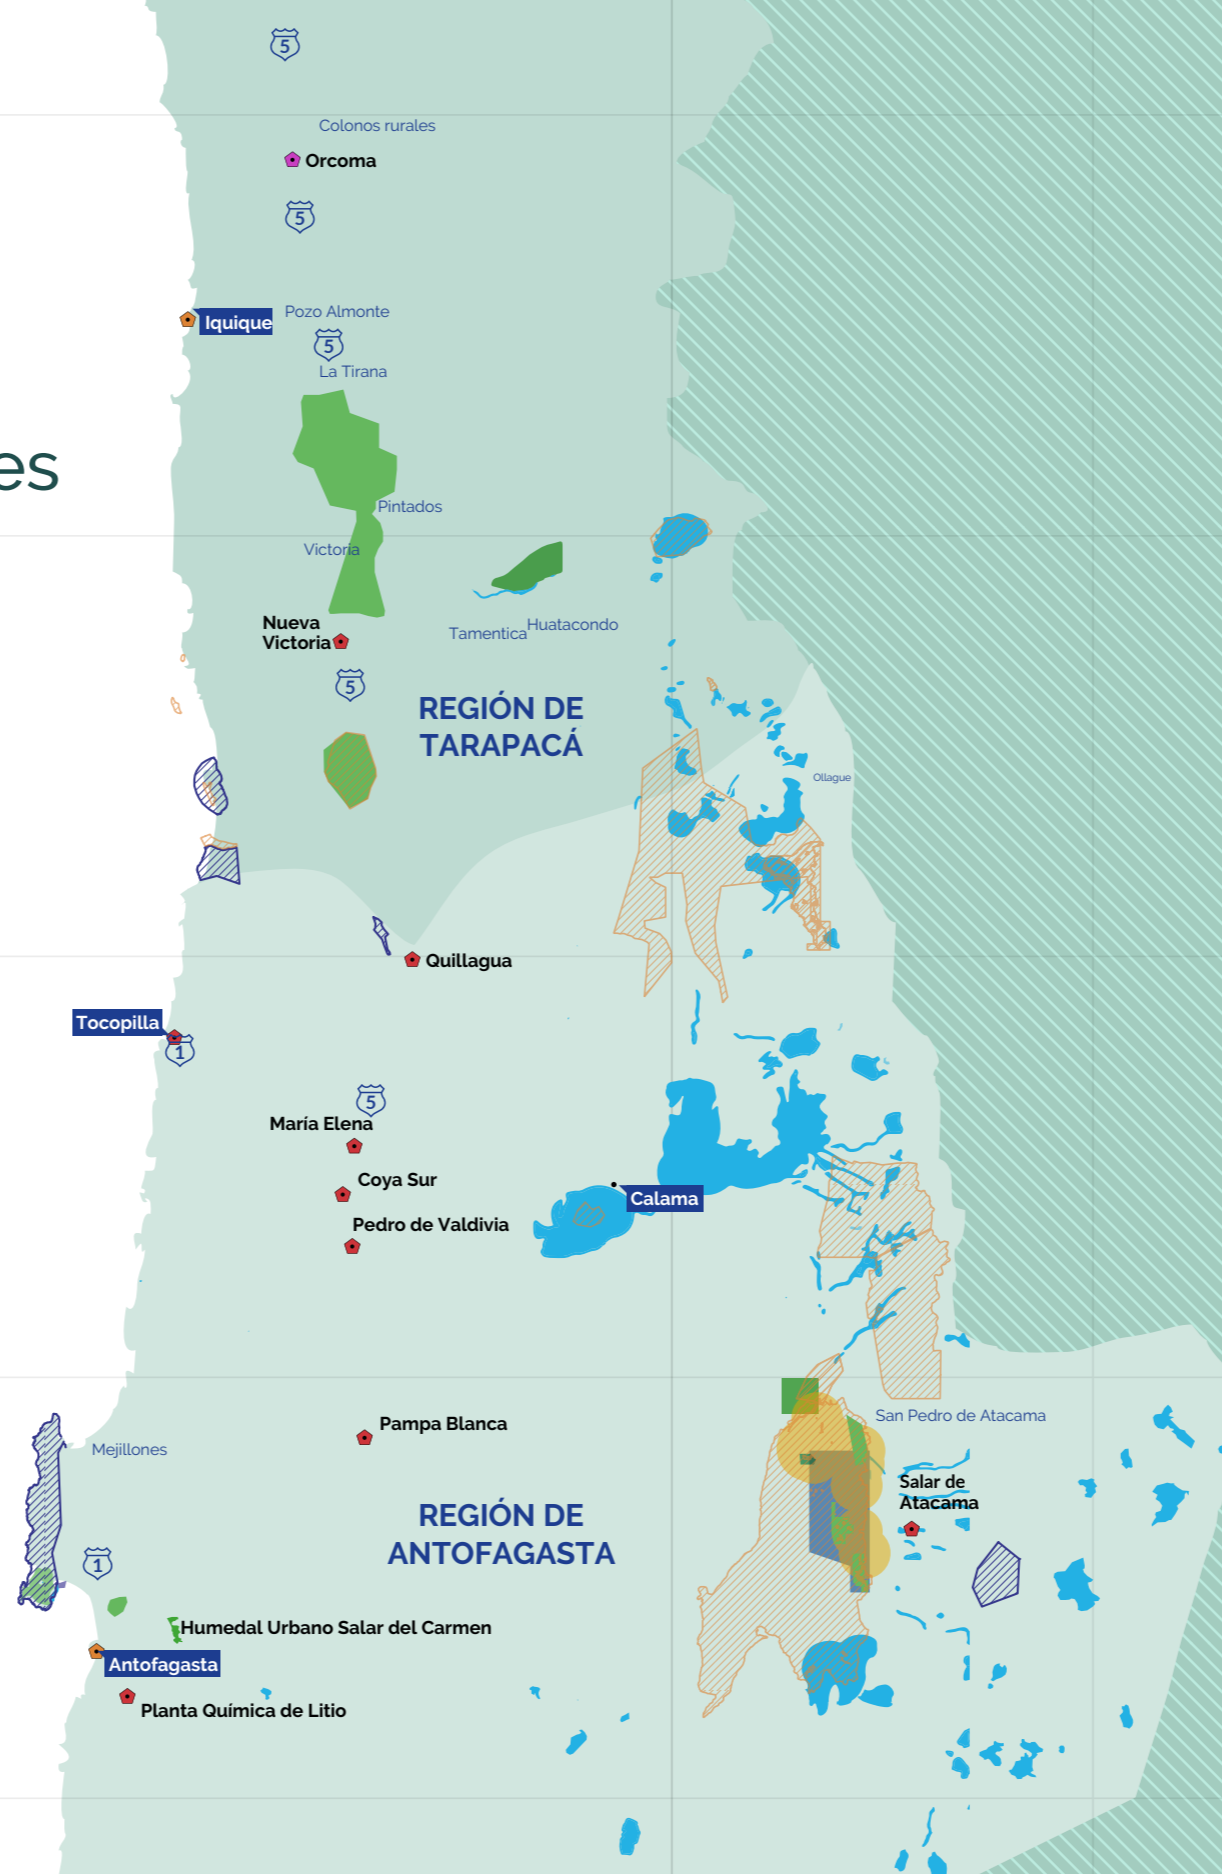 5
Colonos rurales
Orcoma
5
Iquique
Pozo Almonte
5
La Tirana
es
Pintados
Victoria
Nueva
Victoria
Tamentica
Huatacondo
5
REGIÓN DE
TARAPACÁ
Ollague
Quillagua
Tocopilla
1
5
María Elena
Coya Sur
Calama
Pedro de Valdivia
San Pedro de Atacama
Pampa Blanca
Mejillones
Salar de
Atacama
REGIÓN DE
ANTOFAGASTA
1
Humedal Urbano Salar del Carmen
Antofagasta
Planta Química de Litio